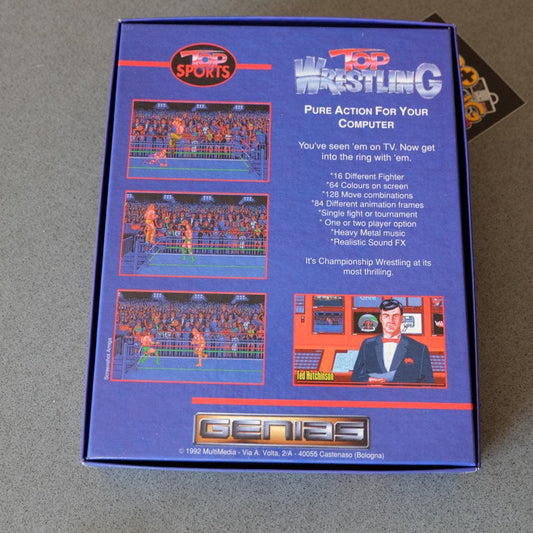 TOP
SPORTS
TOP
WRESTLING
PURE ACTION FOR YOUR
COMPUTER
You've seen 'em on TV. Now get
into the ring with 'em.
*16 Different Fighter
*64 Colours on screen
*128 Move combinations
*84 Different animation frames
*Single fight or tournament
* One or two player option
*Heavy Metal music
*Realistic Sound FX
It's Championship Wrestling at its
most thrilling.
Ted Hutchinson
Screenshot Amiga
GENIAS
© 1992 MultiMedia - Via A. Volta, 2/A - 40055 Castenaso (Bologna)